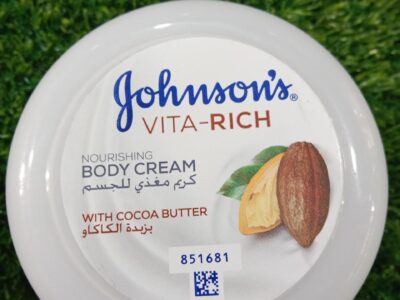 Johnson's®
VITA-RICH
NOURISHING
BODY CREAM
كريم مغذي للجسم
WITH COCOA BUTTER
بزبدة الكاكاو
851681